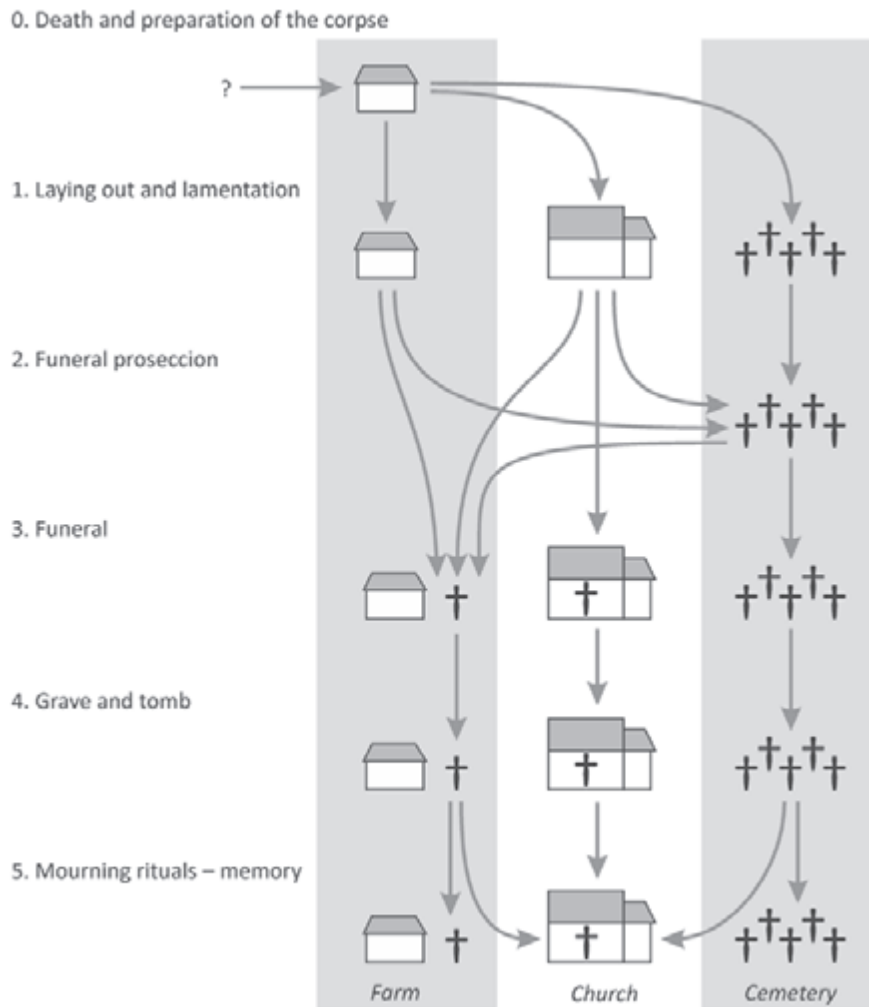 0. Death and preparation of the corpse
?
1. Laying out and lamentation
2. Funeral proseccion
3. Funeral
4. Grave and tomb
5. Mourning rituals – memory
Farm
Church
Cemetery